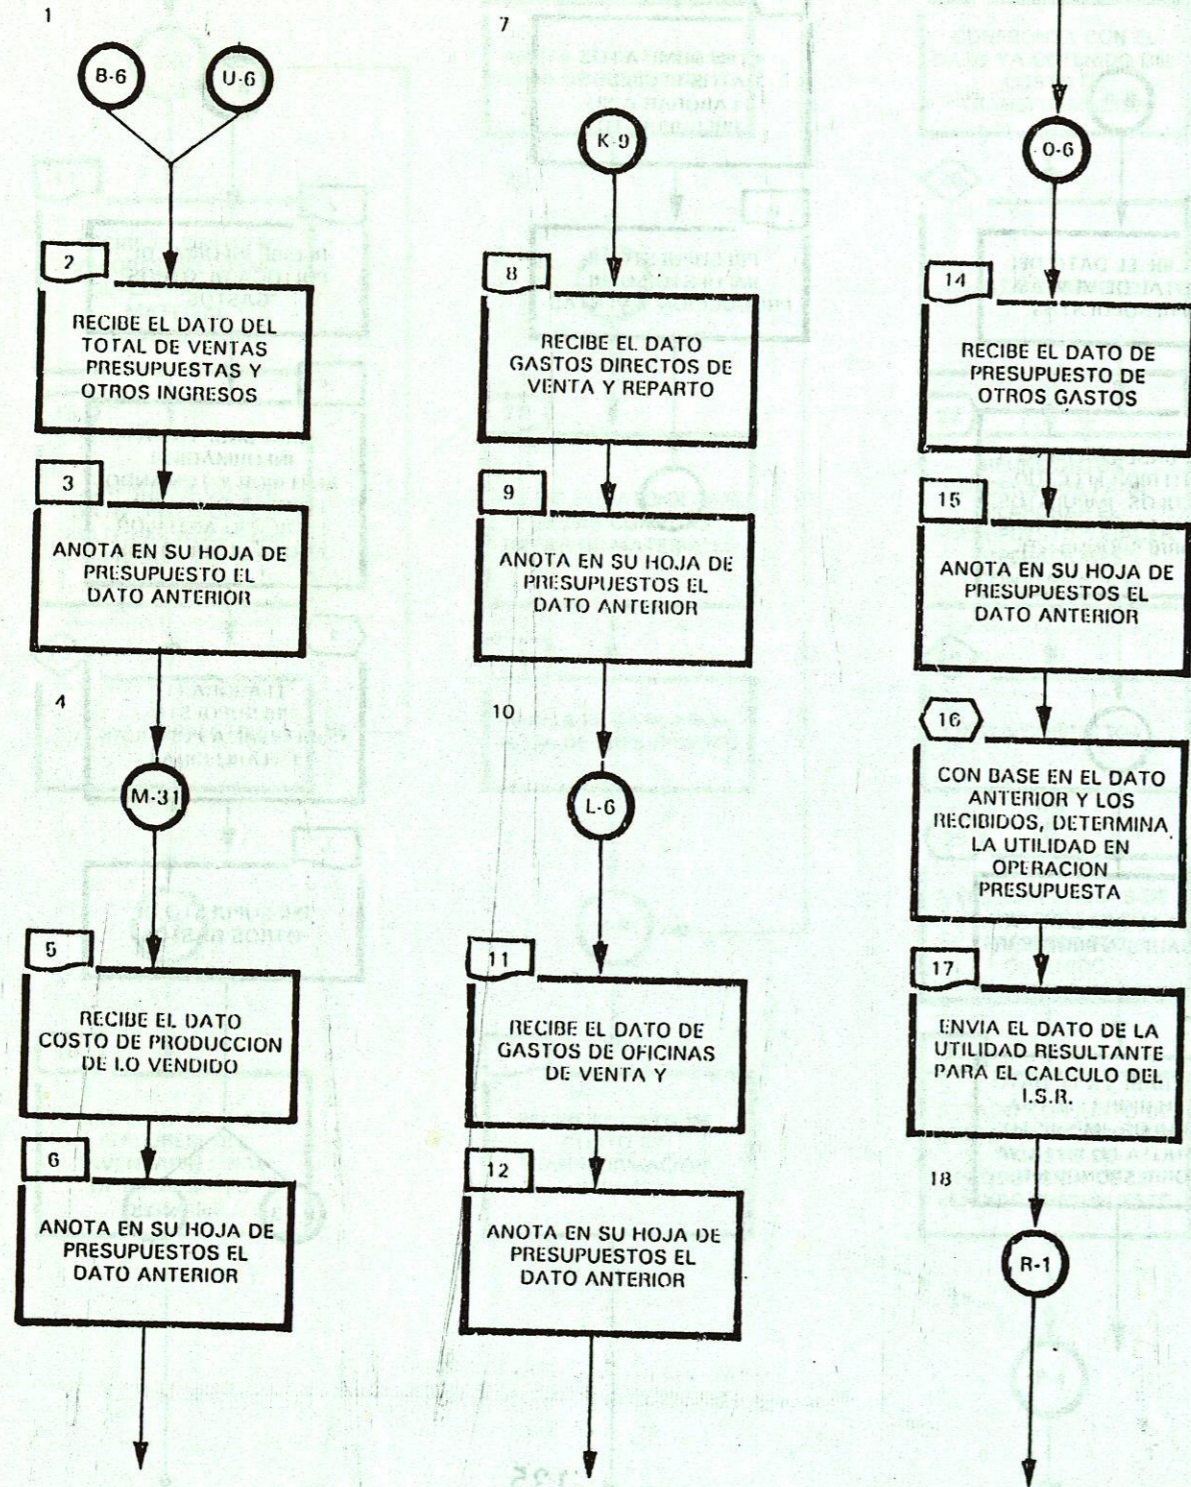 1
B-6
U-6
2
RECIBE EL DATO DEL
TOTAL DE VENTAS
PRESUPUESTAS Y
OTROS INGRESOS
3
ANOTA EN SU HOJA DE
PRESUPUESTO EL
DATO ANTERIOR
4
M-31
5
RECIBE EL DATO
COSTO DE PRODUCCION
DE LO VENDIDO
6
ANOTA EN SU HOJA DE
PRESUPUESTOS EL
DATO ANTERIOR
7
K-9
8
RECIBE EL DATO
GASTOS DIRECTOS DE
VENTA Y REPARTO
9
ANOTA EN SU HOJA DE
PRESUPUESTOS EL
DATO ANTERIOR
10
L-6
11
RECIBE EL DATO DE
GASTOS DE OFICINAS
DE VENTA Y
12
ANOTA EN SU HOJA DE
PRESUPUESTOS EL
DATO ANTERIOR
O-6
14
RECIBE EL DATO DE
PRESUPUESTO DE
OTROS GASTOS
15
ANOTA EN SU HOJA DE
PRESUPUESTOS EL
DATO ANTERIOR
16
CON BASE EN EL DATO
ANTERIOR Y LOS
RECIBIDOS, DETERMINA
LA UTILIDAD EN
OPERACION
PRESUPUESTA
17
ENVIA EL DATO DE LA
UTILIDAD RESULTANTE
PARA EL CALCULO DEL
I.S.R.
18
R-1